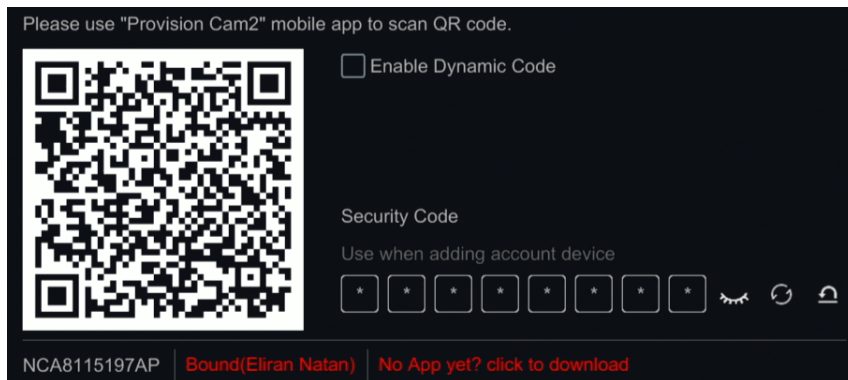 Please use "Provision Cam2" mobile app to scan QR code.
Enable Dynamic Code
Security Code
Use when adding account device
* * * * * * * *
NCA8115197AP Bound(Eliran Natan) No App yet? click to download